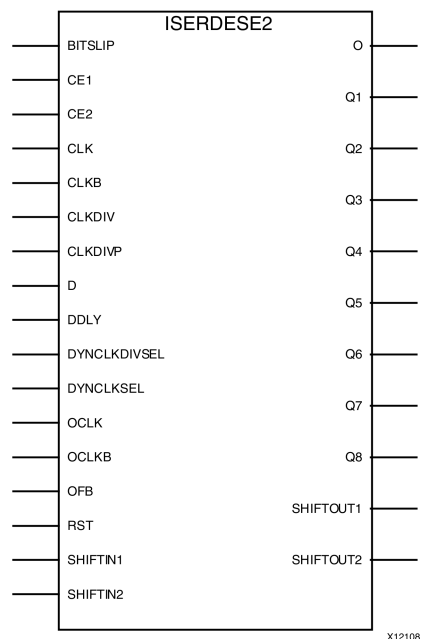 ISERDESE2
BITSLIP
CE1
CE2
CLK
CLKB
CLKDIV
CLKDIVP
D
DDLY
DYNCLKDIVSEL
DYNCLKSEL
OCLK
OCLKB
OFB
RST
SHIFTIN1
SHIFTIN2
O
Q1
Q2
Q3
Q4
Q5
Q6
Q7
Q8
SHIFTOUT1
SHIFTOUT2
X12108